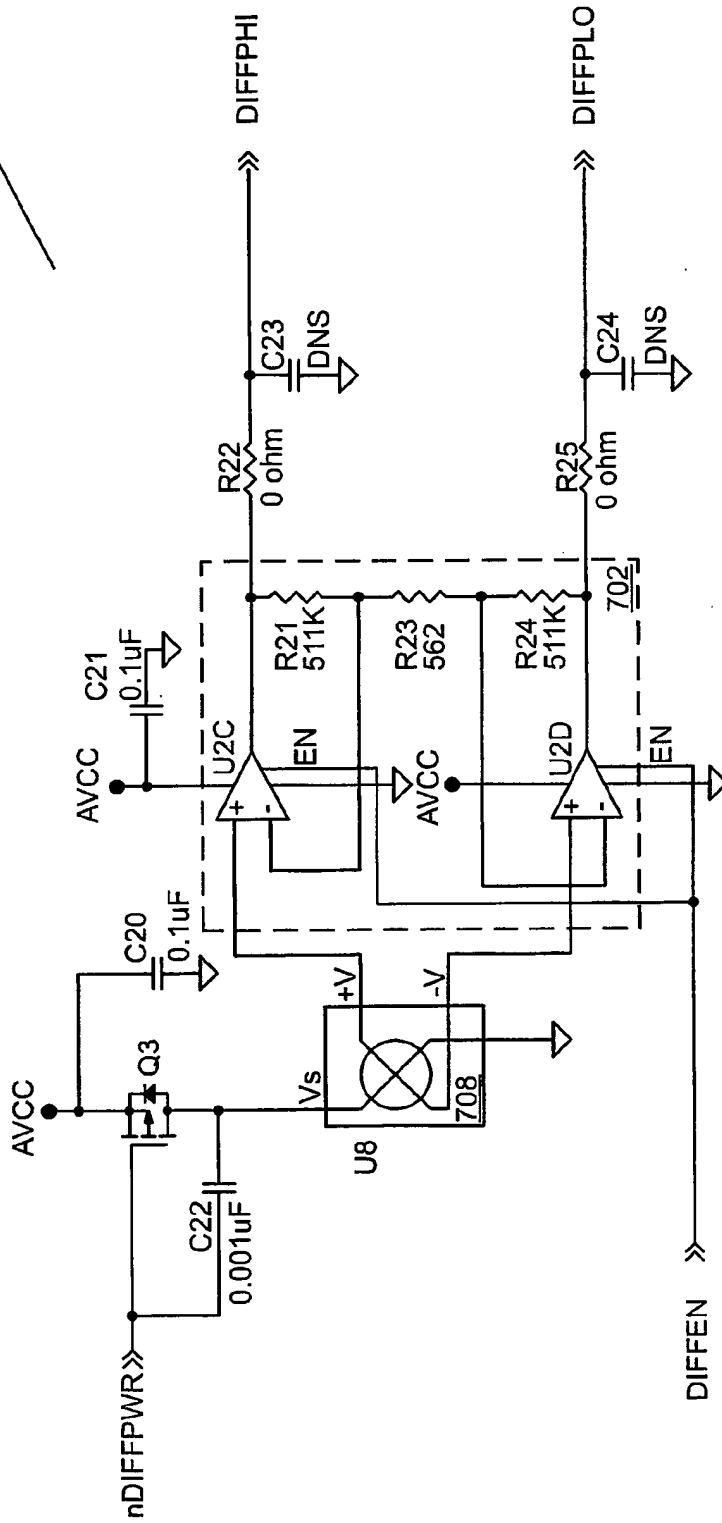 nDIFFPWR
AVCC
C20
0.1uF
Q3
C22
0.001uF
Vs
+V
-V
708
U8
AVCC
C21
0.1uF
U2C
+
-
EN
AVCC
U2D
+
-
EN
R21
511K
R23
562
R24
511K
702
R22
0 ohm
C23
DNS
DIFFPHI
R25
0 ohm
C24
DNS
DIFFPLO
DIFFEN